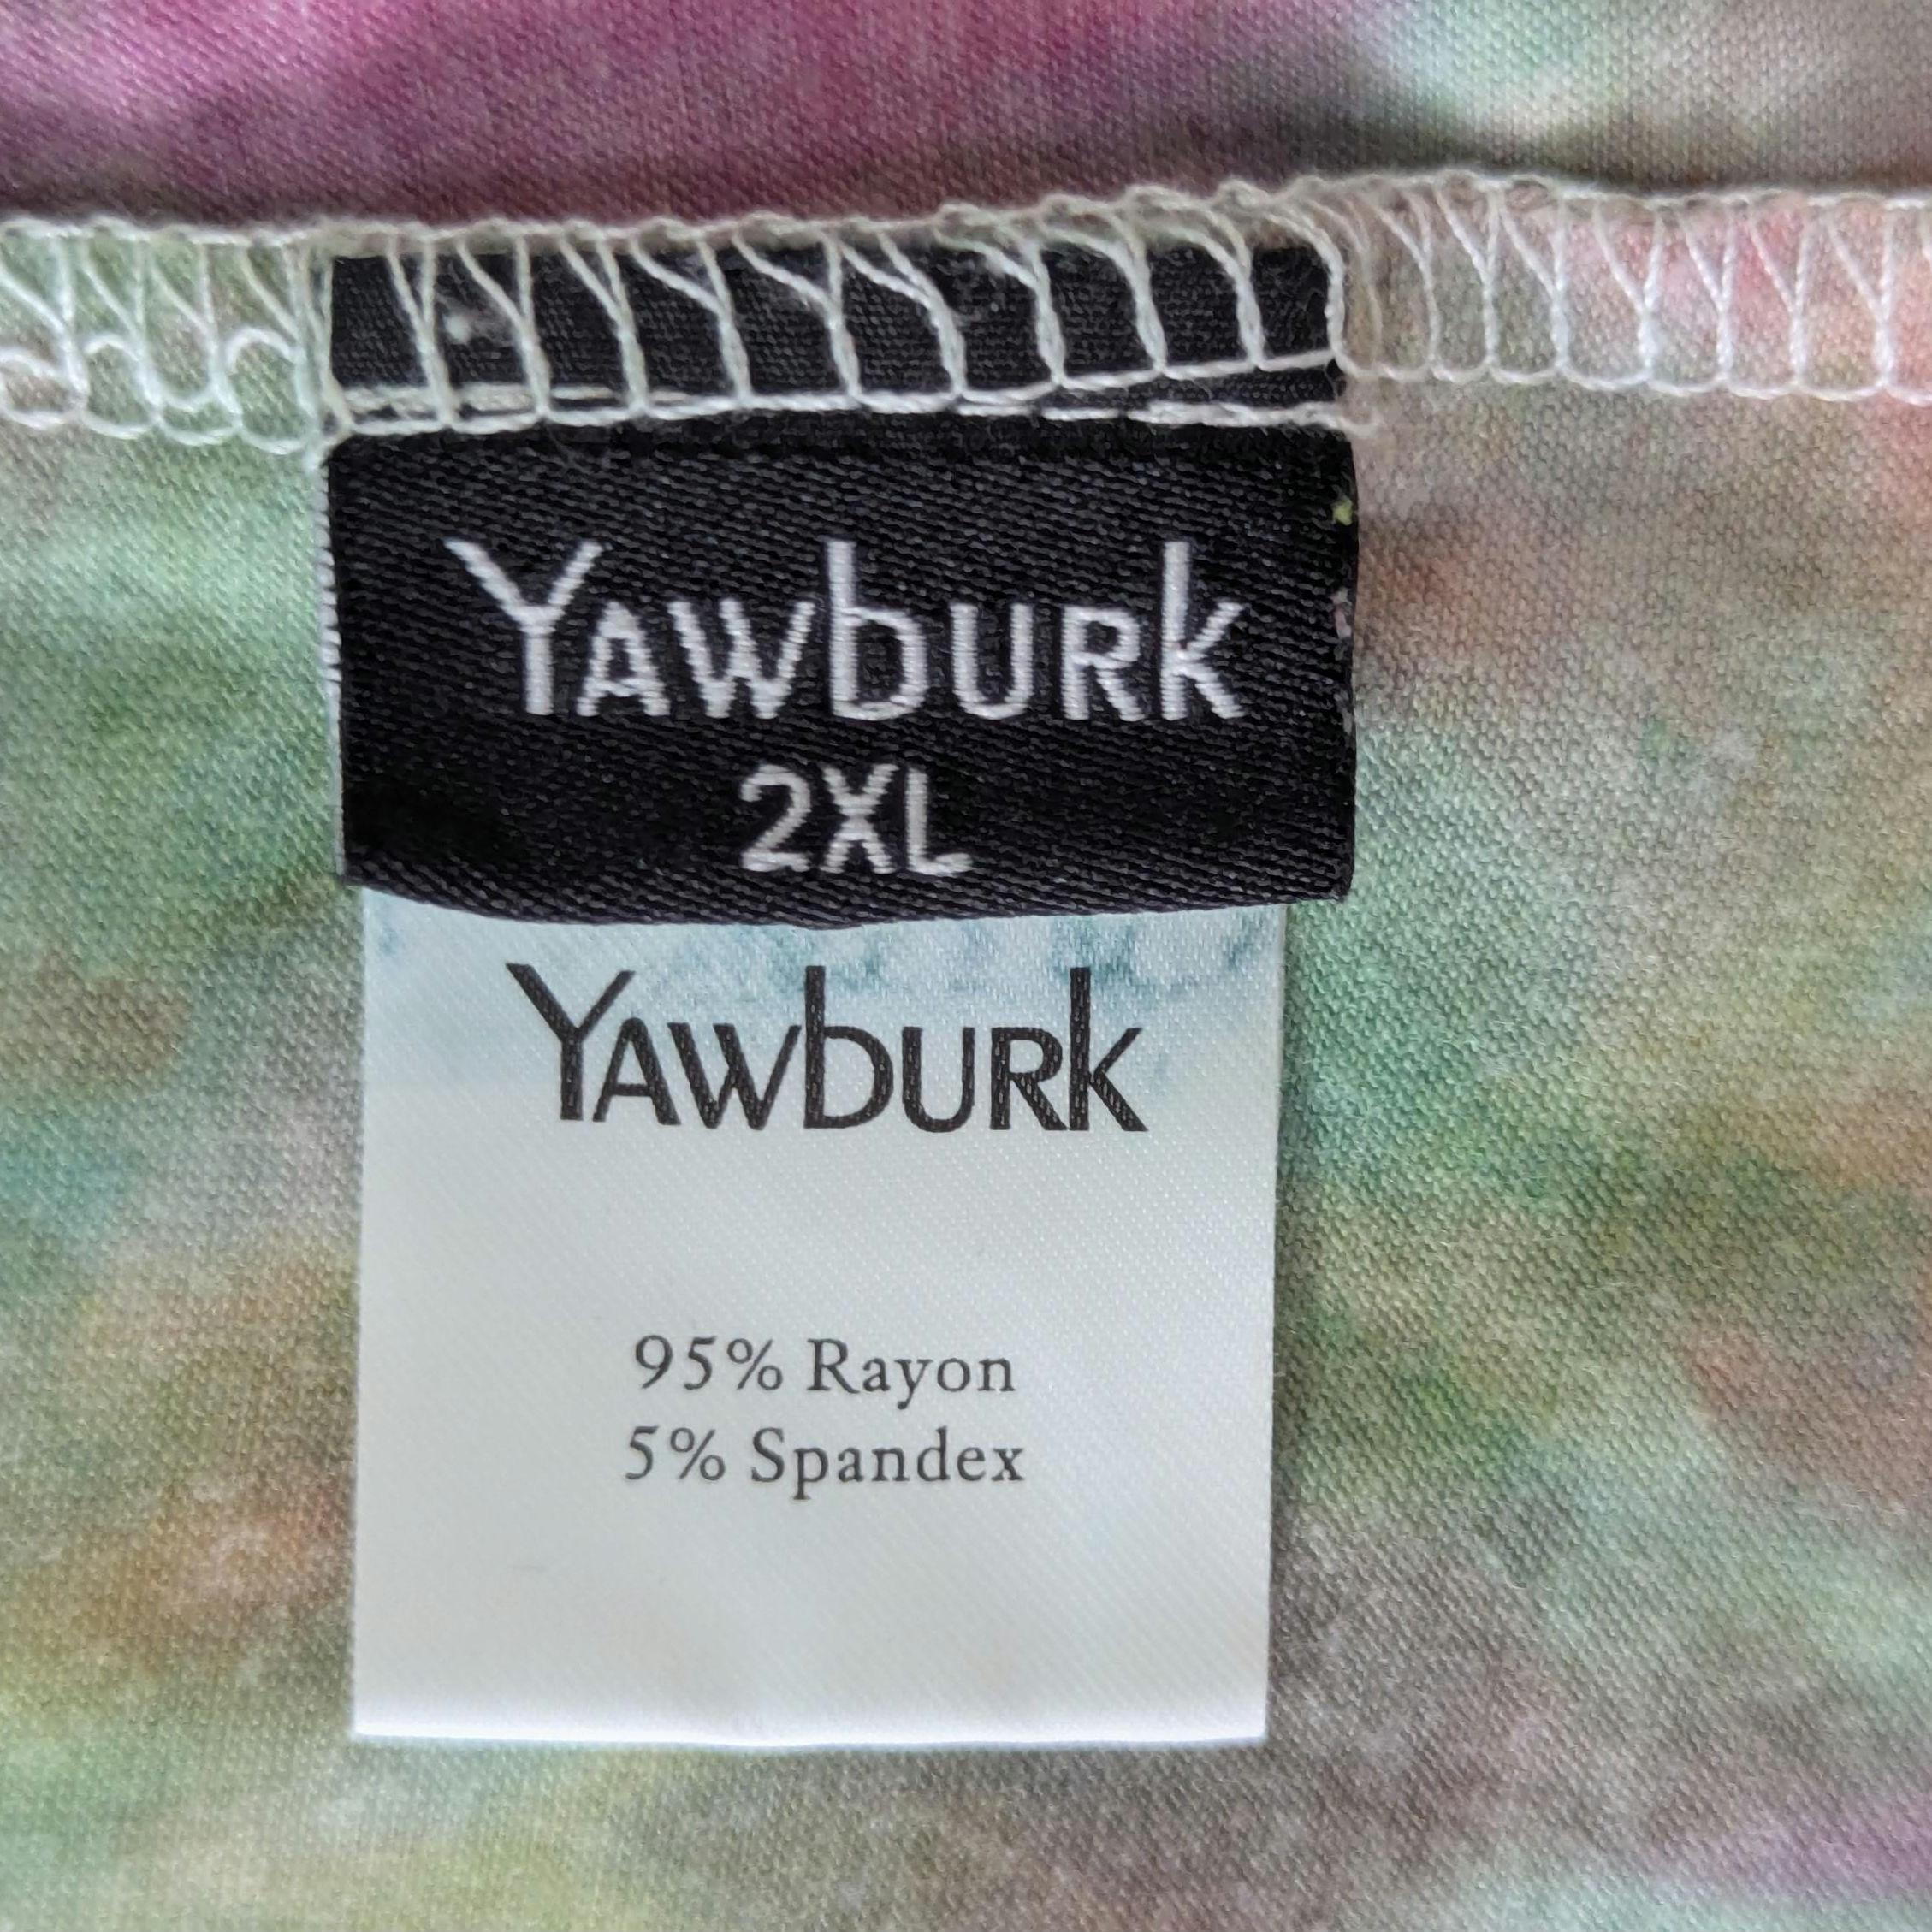 Yawburk
2XL
Yawburk
95% Rayon
5% Spandex